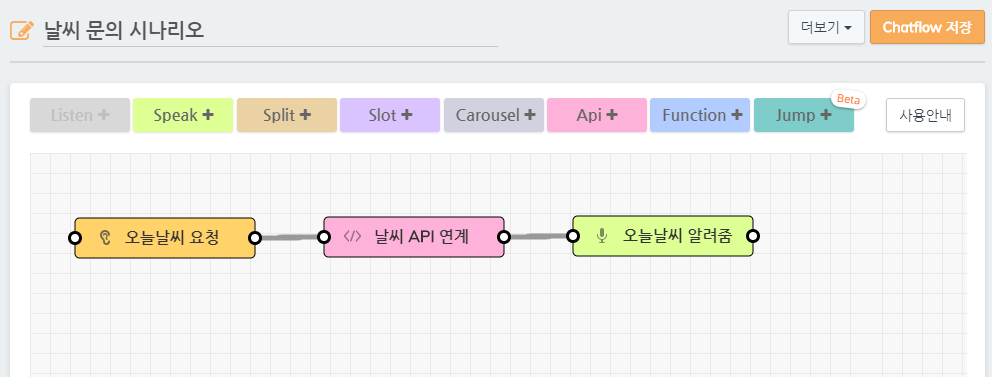 날씨 문의 시나리오
더보기
Chatflow 저장
Listen +
Speak +
Split +
Slot +
Carousel +
Api +
Function +
Jump +
Beta
사용안내
오늘날씨 요청
</> 날씨 API 연계
오늘날씨 알려줌